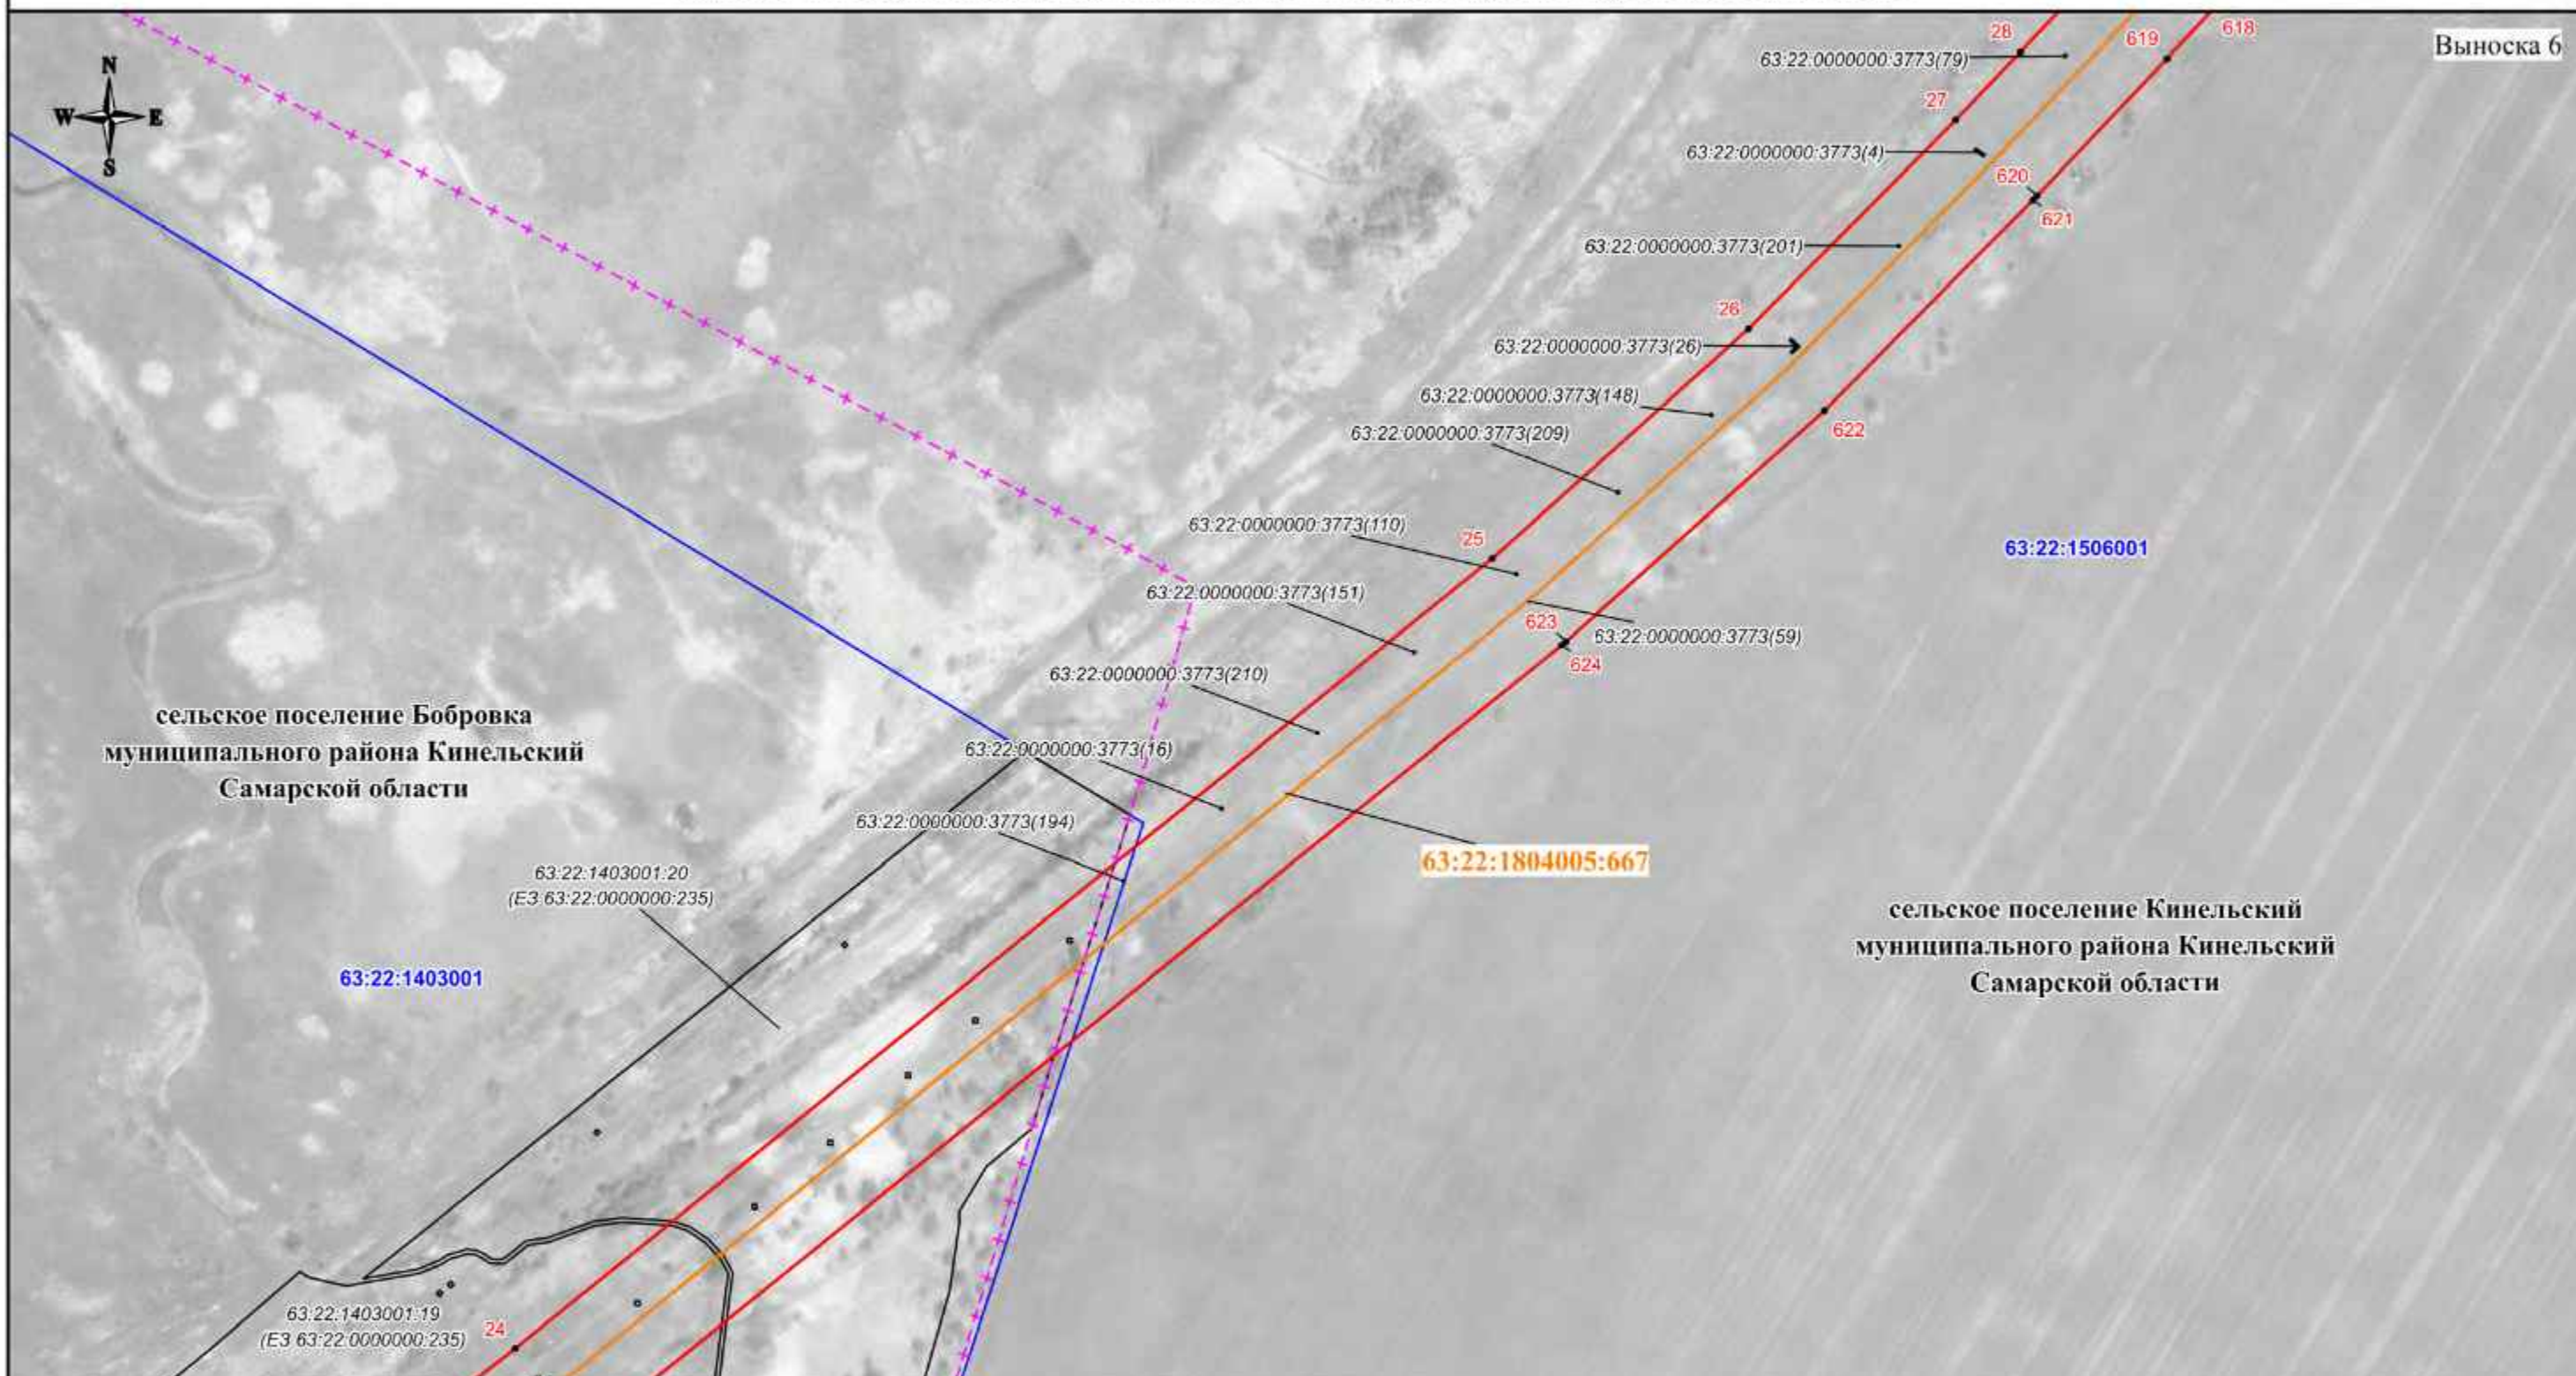 Выноска 6
28
619
618
63:22:0000000:3773(79)
N
W
E
S
27
63:22:0000000:3773(4)
620
621
63:22:0000000:3773(201)
26
63:22:0000000:3773(26)
63:22:0000000:3773(148)
63:22:0000000:3773(209)
622
63:22:0000000:3773(110)
25
63:22:1506001
63:22:0000000:3773(151)
623
63:22:0000000:3773(59)
624
63:22:0000000:3773(210)
сельское поселение Бобровка
муниципального района Кинельский
Самарской области
63:22:0000000:3773(16)
63:22:0000000:3773(194)
63:22:1804005:667
63:22:1403001:20
(ЕЗ 63:22:0000000:235)
сельское поселение Кинельский
муниципального района Кинельский
Самарской области
63:22:1403001
63:22:1403001:19
(ЕЗ 63:22:0000000:235)
24